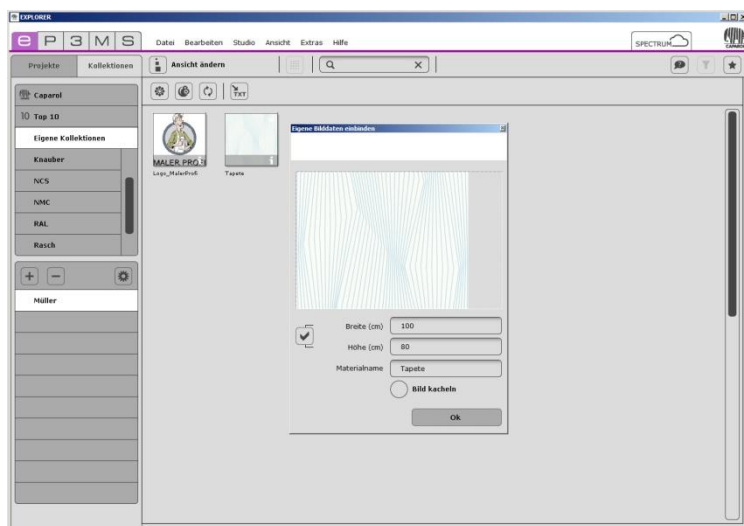 EXPLORER
e P 3 M S
Datei Bearbeiten Studio Ansicht Extras Hilfe
SPECTRUM
CAPAROL
Projekte Kollektionen
Ansicht ändern
Caparol
10 Top 10
TXT
Eigene Kollektionen
Knauber
NCS
NMC
RAL
Rasch
Müller
MALER PROFI
Logo_MalerProfi
Tapete
Eigene Bilddaten einbinden
Breite (cm) 100
Höhe (cm) 80
Materialname Tapete
Bild kacheln
Ok